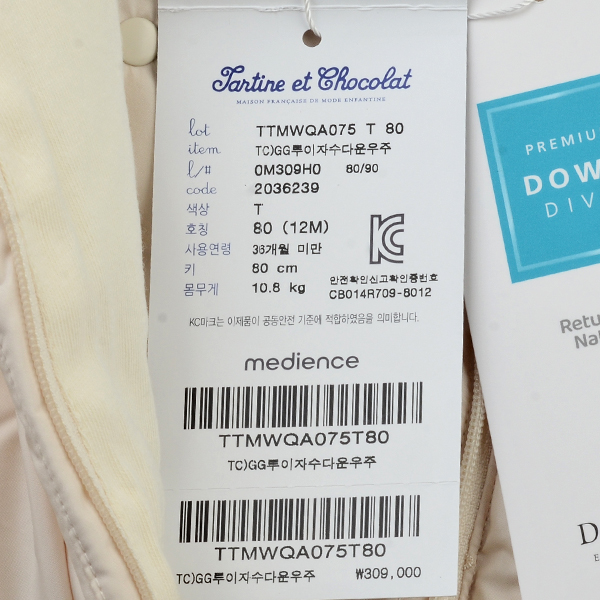 Tartine et Chocolat
MAISON FRANÇAISE DE MODE ENFANTINE
lot TTMWQA075 T 80
item TC)GG루이자수다운우주
l/# 0M309H0 80/90
code 2036239
색상 T
호칭 80 (12M)
사용연령 36개월 미만
키 80 cm
몸무게 10.8 kg
안전확인신고확인증번호
CB014R709-8012
KC마크는 이제품이 공동안전 기준에 적합하였음을 의미합니다.
medience
TTMWQA075T80
TC)GG루이자수다운우주
TTMWQA075T80
TC)GG루이자수다운우주 ₩309,000
PREMIU
DOW
DIV
Retu
Nat
D